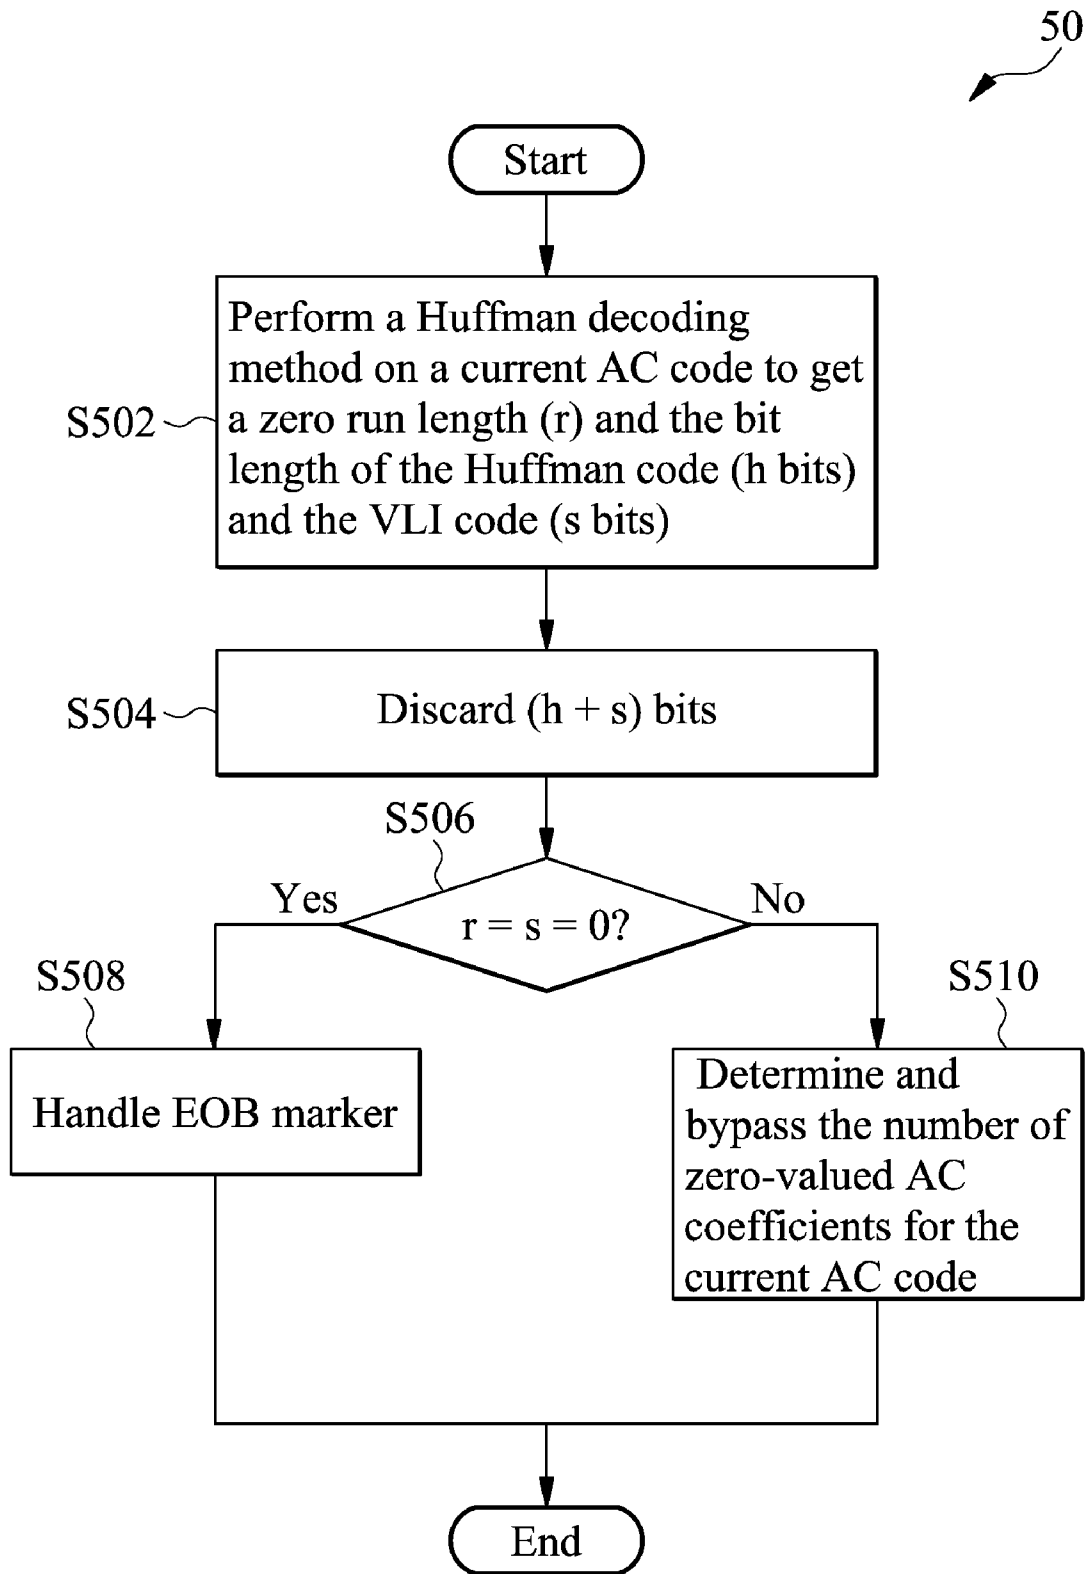 50
Start
S502
Perform a Huffman decoding
method on a current AC code to get
a zero run length (r) and the bit
length of the Huffman code (h bits)
and the VLI code (s bits)
S504
Discard (h + s) bits
S506
Yes
r = s = 0?
No
S508
Handle EOB marker
S510
Determine and
bypass the number of
zero-valued AC
coefficients for the
current AC code
End